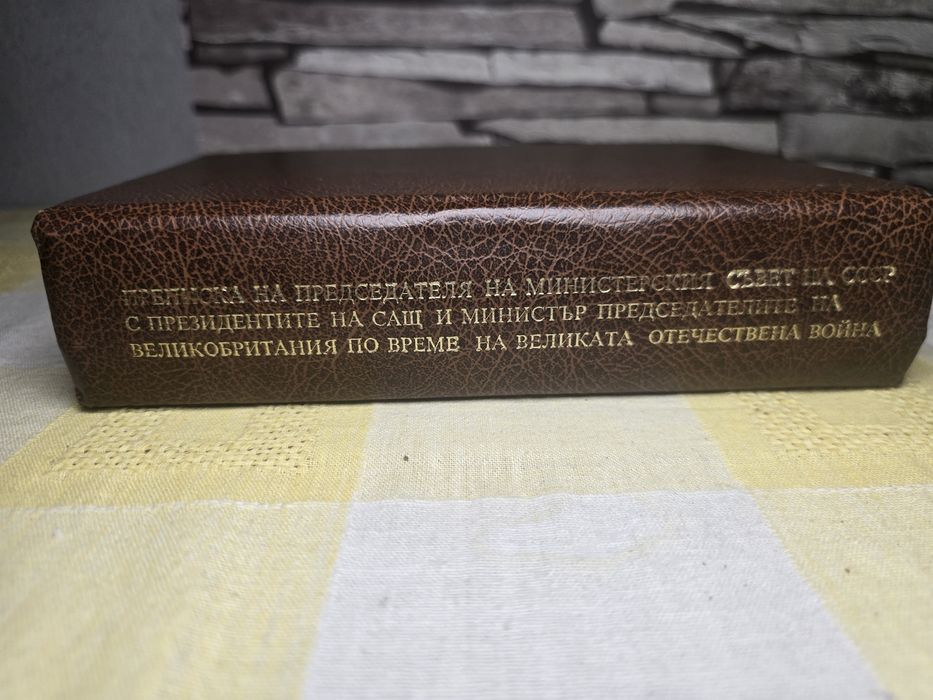 ПРЕПИСКА НА ПРЕДСЕДАТЕЛЯ НА МИНИСТЕРСКИЯ СЪВЕТ НА СССР
С ПРЕЗИДЕНТИТЕ НА САЩ И МИНИСТЪР ПРЕДСЕДАТЕЛИТЕ НА
ВЕЛИКОБРИТАНИЯ ПО ВРЕМЕ НА ВЕЛИКАТА ОТЕЧЕСТВЕНА ВОЙНА